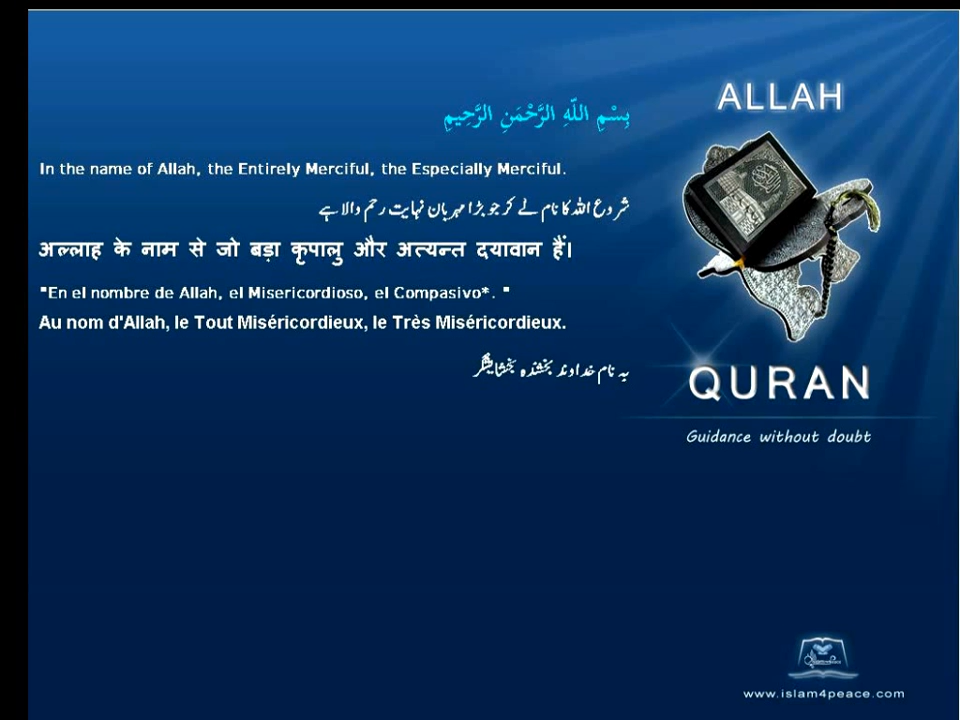 بِسْمِ اللّهِ الرَّحْمَنِ الرَّحِيمِ
In the name of Allah, the Entirely Merciful, the Especially Merciful.
شروع الله کا نام لے کر جو بڑا مہربان نہایت رحم والا ہے
अल्लाह के नाम से जो बड़ा कृपालु और अत्यन्त दयावान हैं।
"En el nombre de Allah, el Misericordioso, el Compasivo*. "
Au nom d'Allah, le Tout Miséricordieux, le Très Miséricordieux.
به نام خداوند بخشنده بخشایشگر
ALLAH
QURAN
Guidance without doubt
www.islam4peace.com